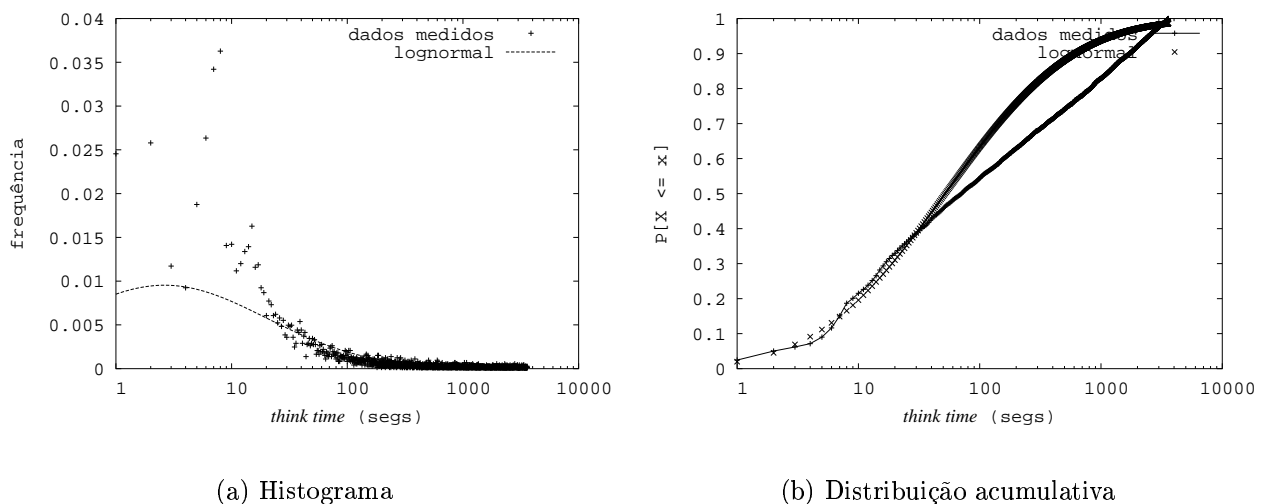 0.04
0.035
0.03
0.025
0.02
0.015
0.01
0.005
0
frequência
dados medidos
lognormal
1 10 100 1000 10000
think time (segs)
(a) Histograma
1
0.9
0.8
0.7
0.6
0.5
0.4
0.3
0.2
0.1
0
P[X <= x]
dados medidos
lognormal
1 10 100 1000 10000
think time (segs)
(b) Distribuição acumulativa